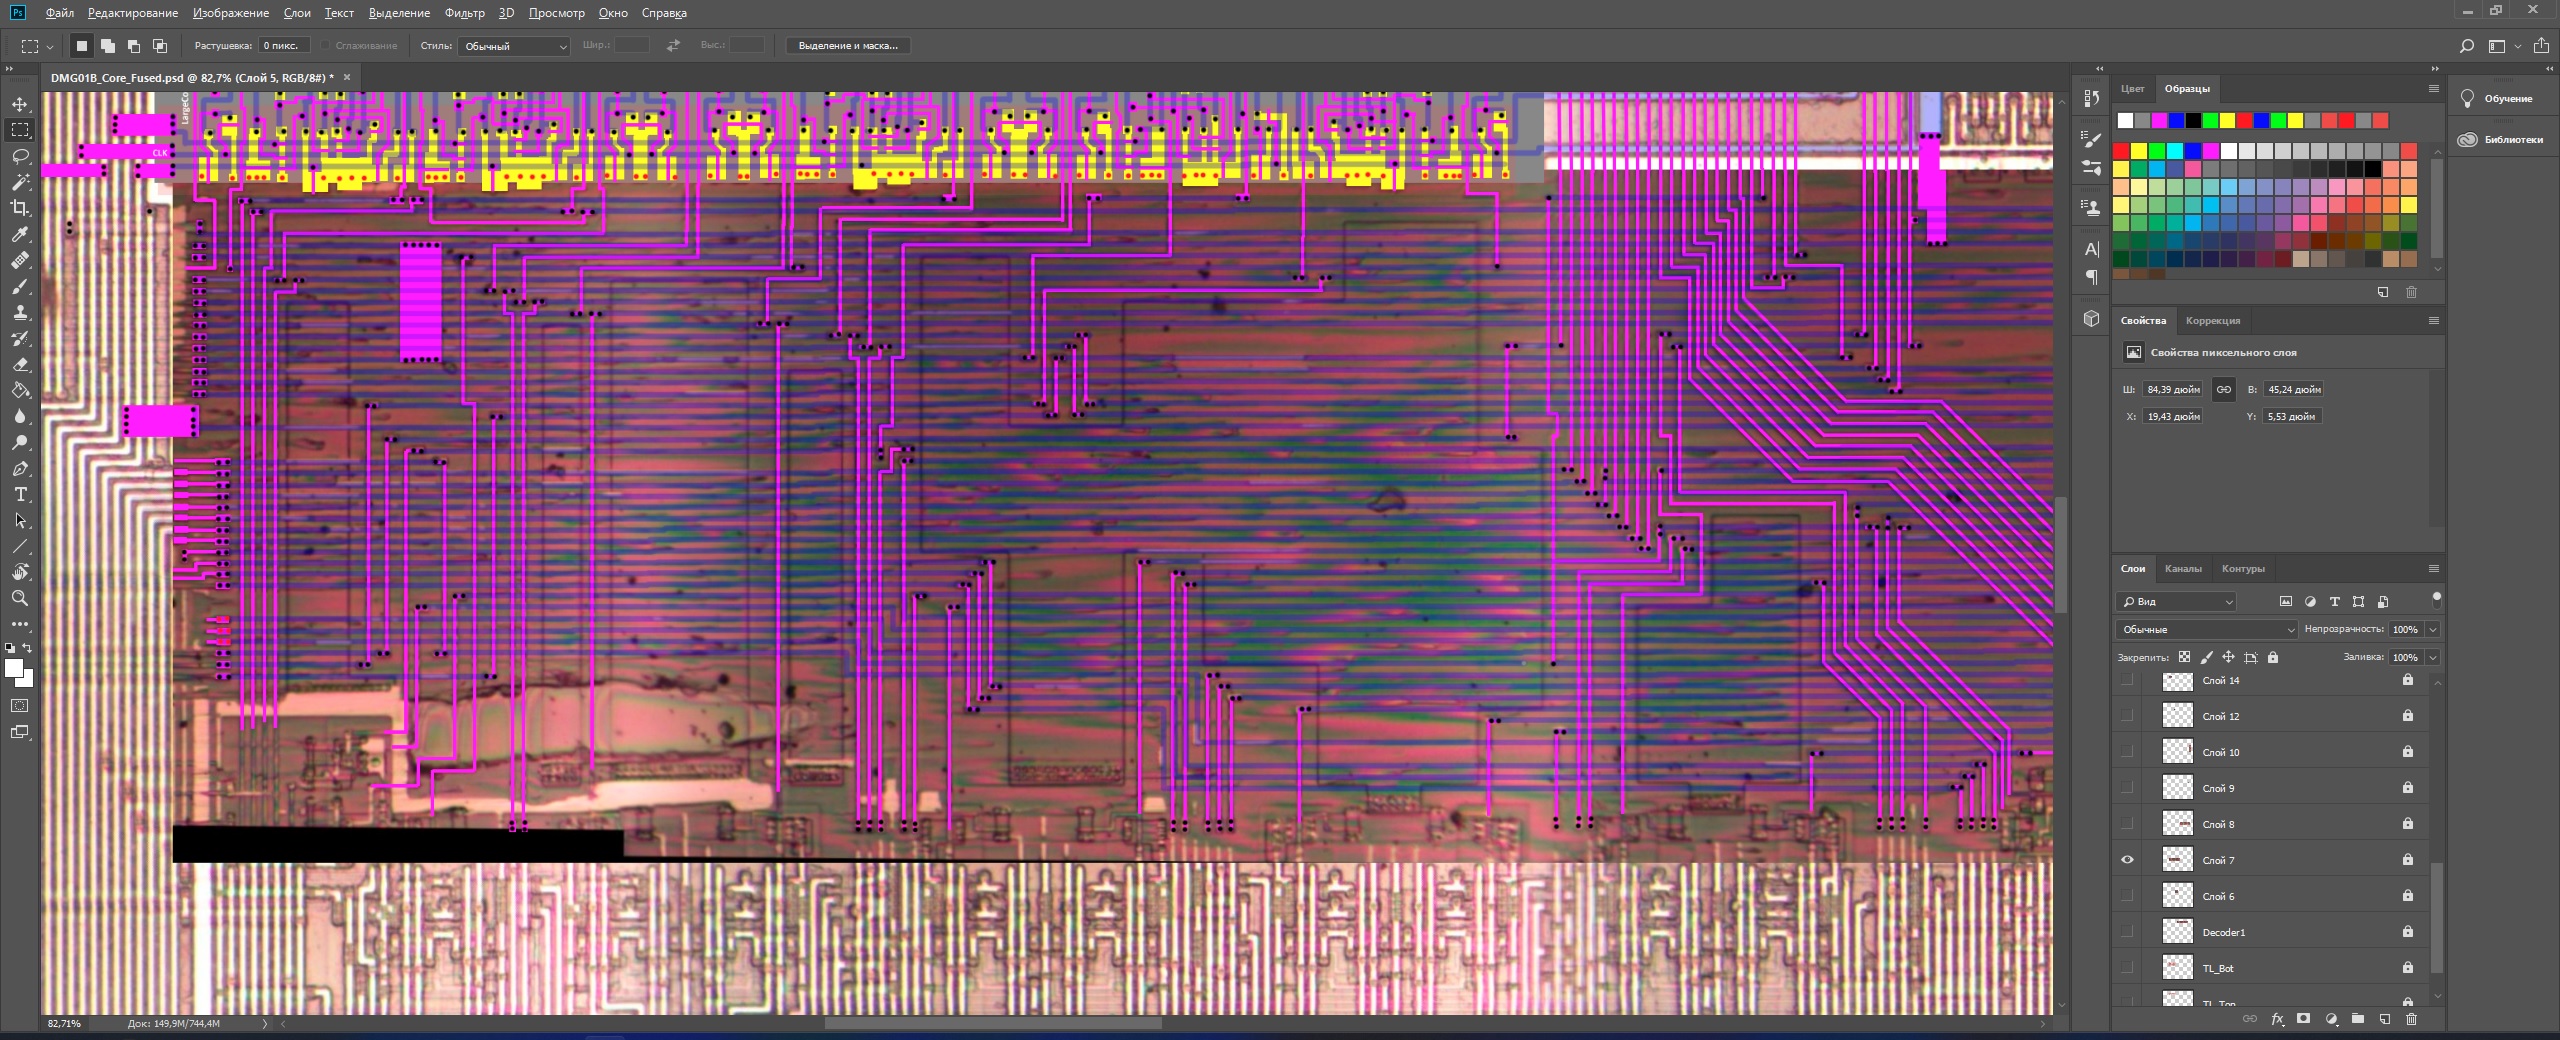 Ps Файл Редактирование Изображение Слои Текст Выделение Фильтр 3D Просмотр Окно Справка
Растушевка: 0 пикс. Сглаживание Стиль: Обычный Шир.: Выс.: Выделение и маска...
DMG01B_Core_Fused.psd @ 82,7% (Слой 5, RGB/8#) *
CLK
Цвет Образцы
Обучение
Библиотеки
Свойства Коррекция
Свойства пиксельного слоя
Ш: 84,39 дюйм В: 45,24 дюйм
X: 19,43 дюйм Y: 5,53 дюйм
Слои Каналы Контуры
Вид
Обычные Непрозрачность: 100%
Закрепить: Заливка: 100%
Слой 14
Слой 12
Слой 10
Слой 9
Слой 8
Слой 7
Слой 6
Decoder1
TL_Bot
TL_Top
82,71% Док: 149,9M/744,4M